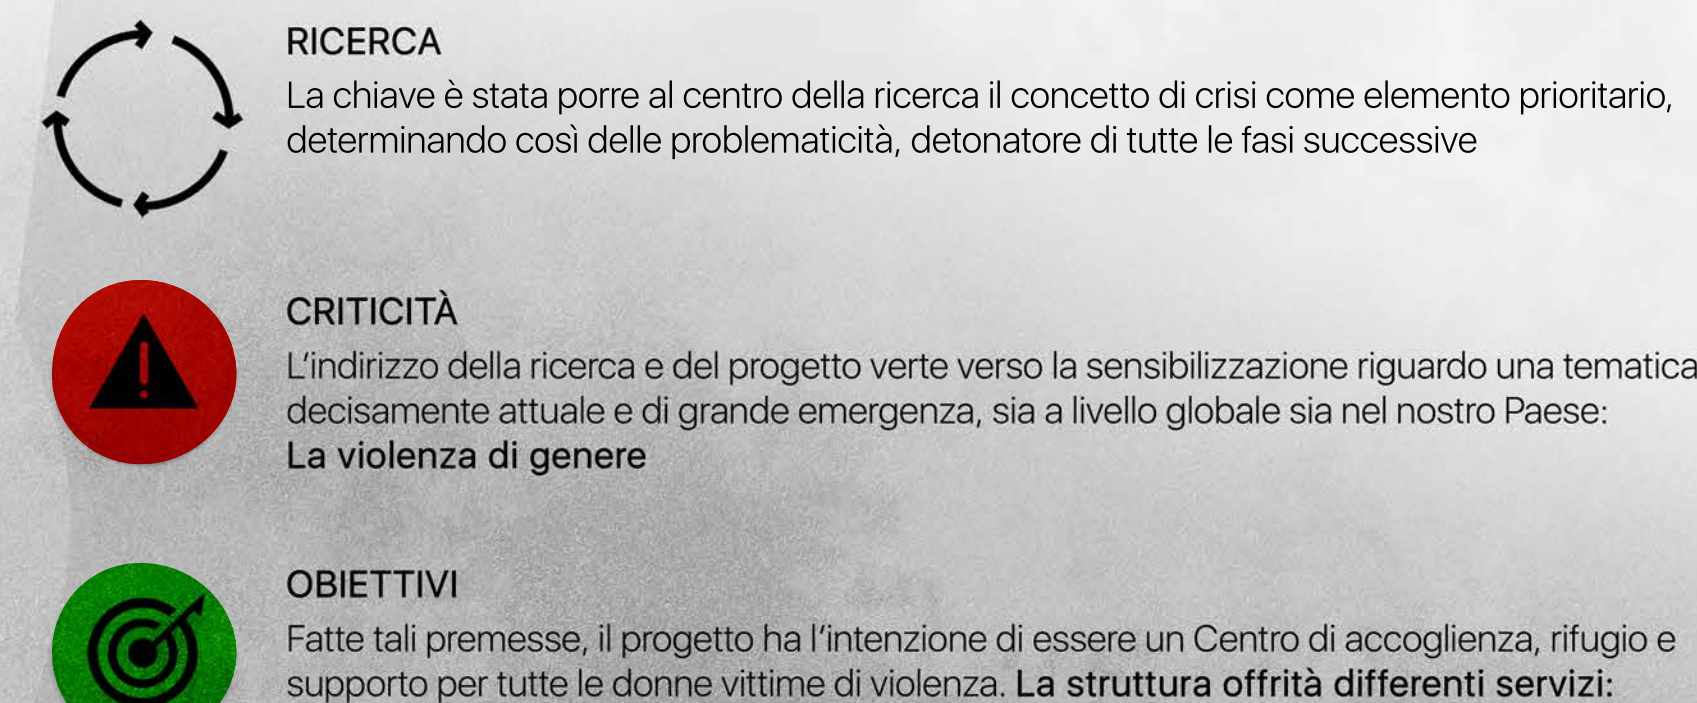 RICERCA
La chiave è stata porre al centro della ricerca il concetto di crisi come elemento prioritario,
determinando così delle problematicità, detonatore di tutte le fasi successive
CRITICITÀ
L'indirizzo della ricerca e del progetto verte verso la sensibilizzazione riguardo una tematica
decisamente attuale e di grande emergenza, sia a livello globale sia nel nostro Paese:
La violenza di genere
OBIETTIVI
Fatte tali premesse, il progetto ha l'intenzione di essere un Centro di accoglienza, rifugio e
supporto per tutte le donne vittime di violenza. La struttura offrità differenti servizi: